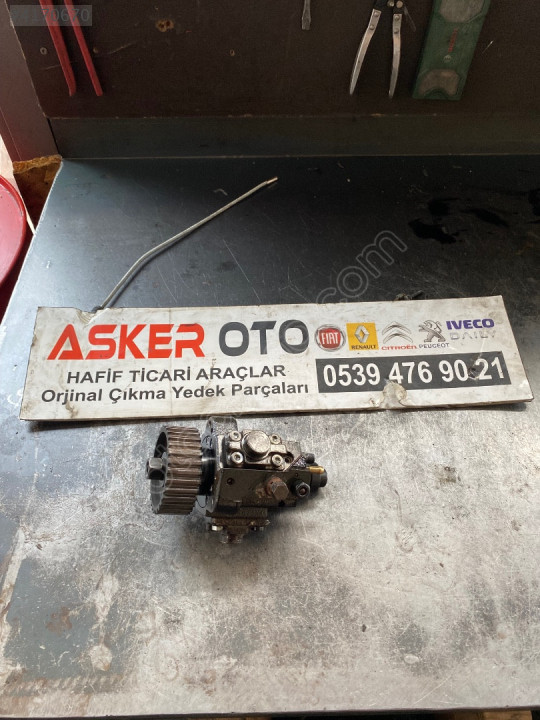 ASKER OTO
FIAT
RENAULT
CITROËN
PEUGEOT
IVECO
DAILY
HAFİF TİCARİ ARAÇLAR
Orjinal Çıkma Yedek Parçaları
0539 476 90 21
.com